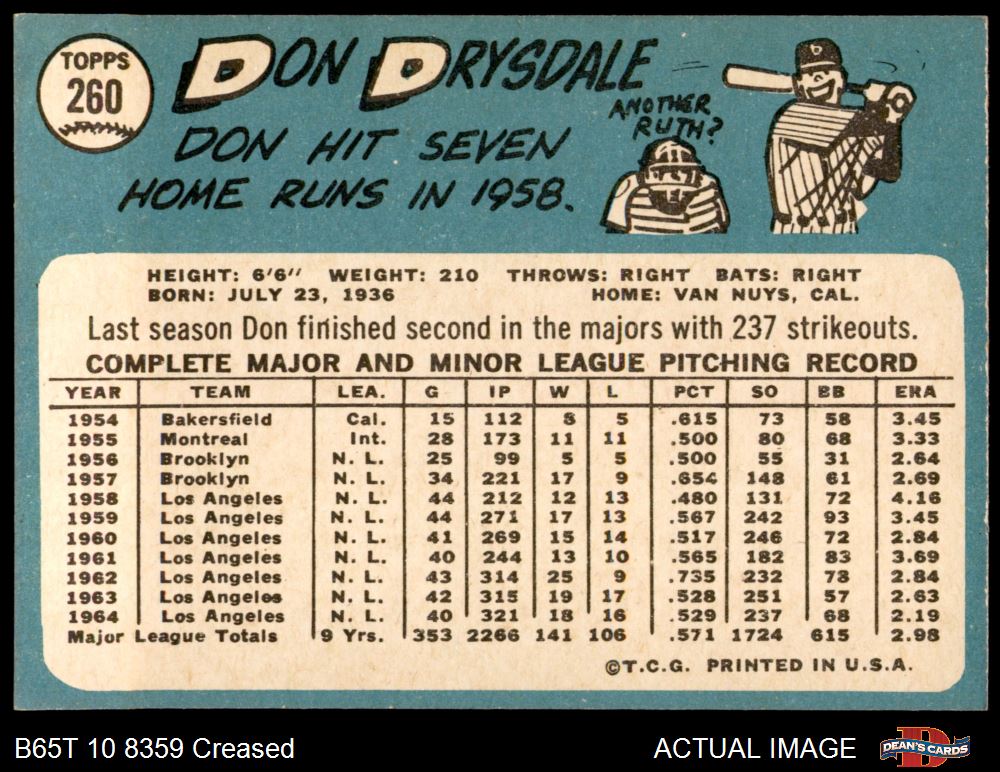 TOPPS
260
DON DRYSDALE
DON HIT SEVEN
HOME RUNS IN 1958.
ANOTHER
RUTH?
HEIGHT: 6'6" WEIGHT: 210 THROWS: RIGHT BATS: RIGHT
BORN: JULY 23, 1936 HOME: VAN NUYS, CAL.
Last season Don finished second in the majors with 237 strikeouts.
COMPLETE MAJOR AND MINOR LEAGUE PITCHING RECORD
YEAR TEAM LEA. G IP W L PCT SO BB ERA
1954 Bakersfield Cal. 15 112 8 5 .615 73 58 3.45
1955 Montreal Int. 28 173 11 11 .500 80 68 3.33
1956 Brooklyn N. L. 25 99 5 5 .500 55 31 2.64
1957 Brooklyn N. L. 34 221 17 9 .654 148 61 2.69
1958 Los Angeles N. L. 44 212 12 13 .480 131 72 4.16
1959 Los Angeles N. L. 44 271 17 13 .567 242 93 3.45
1960 Los Angeles N. L. 41 269 15 14 .517 246 72 2.84
1961 Los Angeles N. L. 40 244 13 10 .565 182 83 3.69
1962 Los Angeles N. L. 43 314 25 9 .735 232 78 2.84
1963 Los Angeles N. L. 42 315 19 17 .528 251 57 2.63
1964 Los Angeles N. L. 40 321 18 16 .529 237 68 2.19
Major League Totals 9 Yrs. 353 2266 141 106 .571 1724 615 2.98
©T.C.G. PRINTED IN U.S.A.
B65T 10 8359 Creased ACTUAL IMAGE DEAN'S CARDS